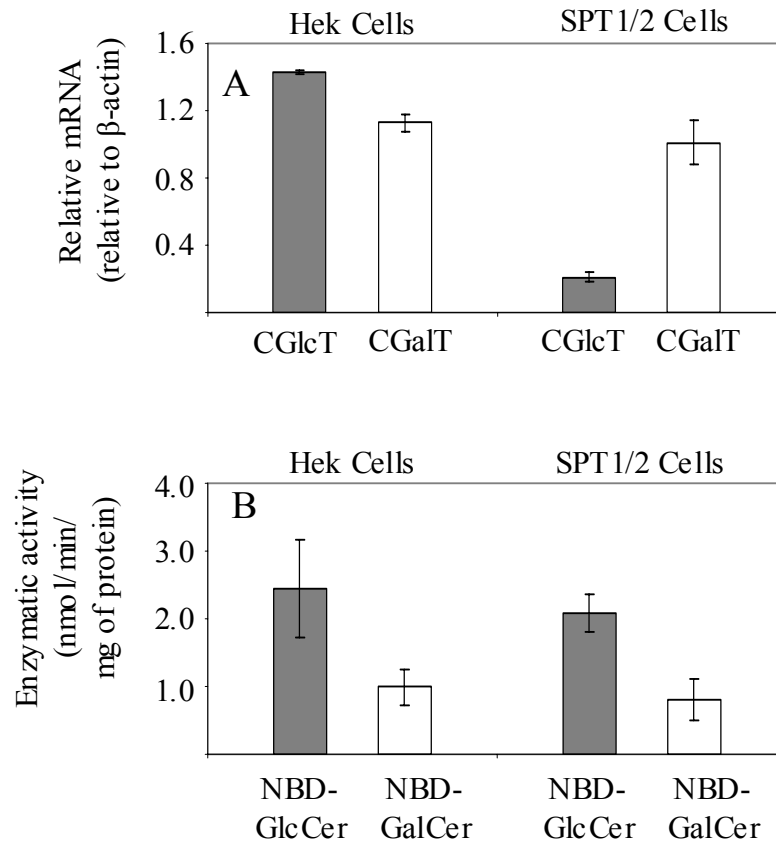 Hek Cells SPT1/2 Cells
A
Relative mRNA
(relative to β-actin)
1.6
1.2
0.8
0.4
CGlcT CGalT CGlcT CGalT
Hek Cells SPT1/2 Cells
B
Enzymatic activity
(nmol/min/
mg of protein)
4.0
3.0
2.0
1.0
NBD- NBD- NBD- NBD-
GlcCer GalCer GlcCer GalCer